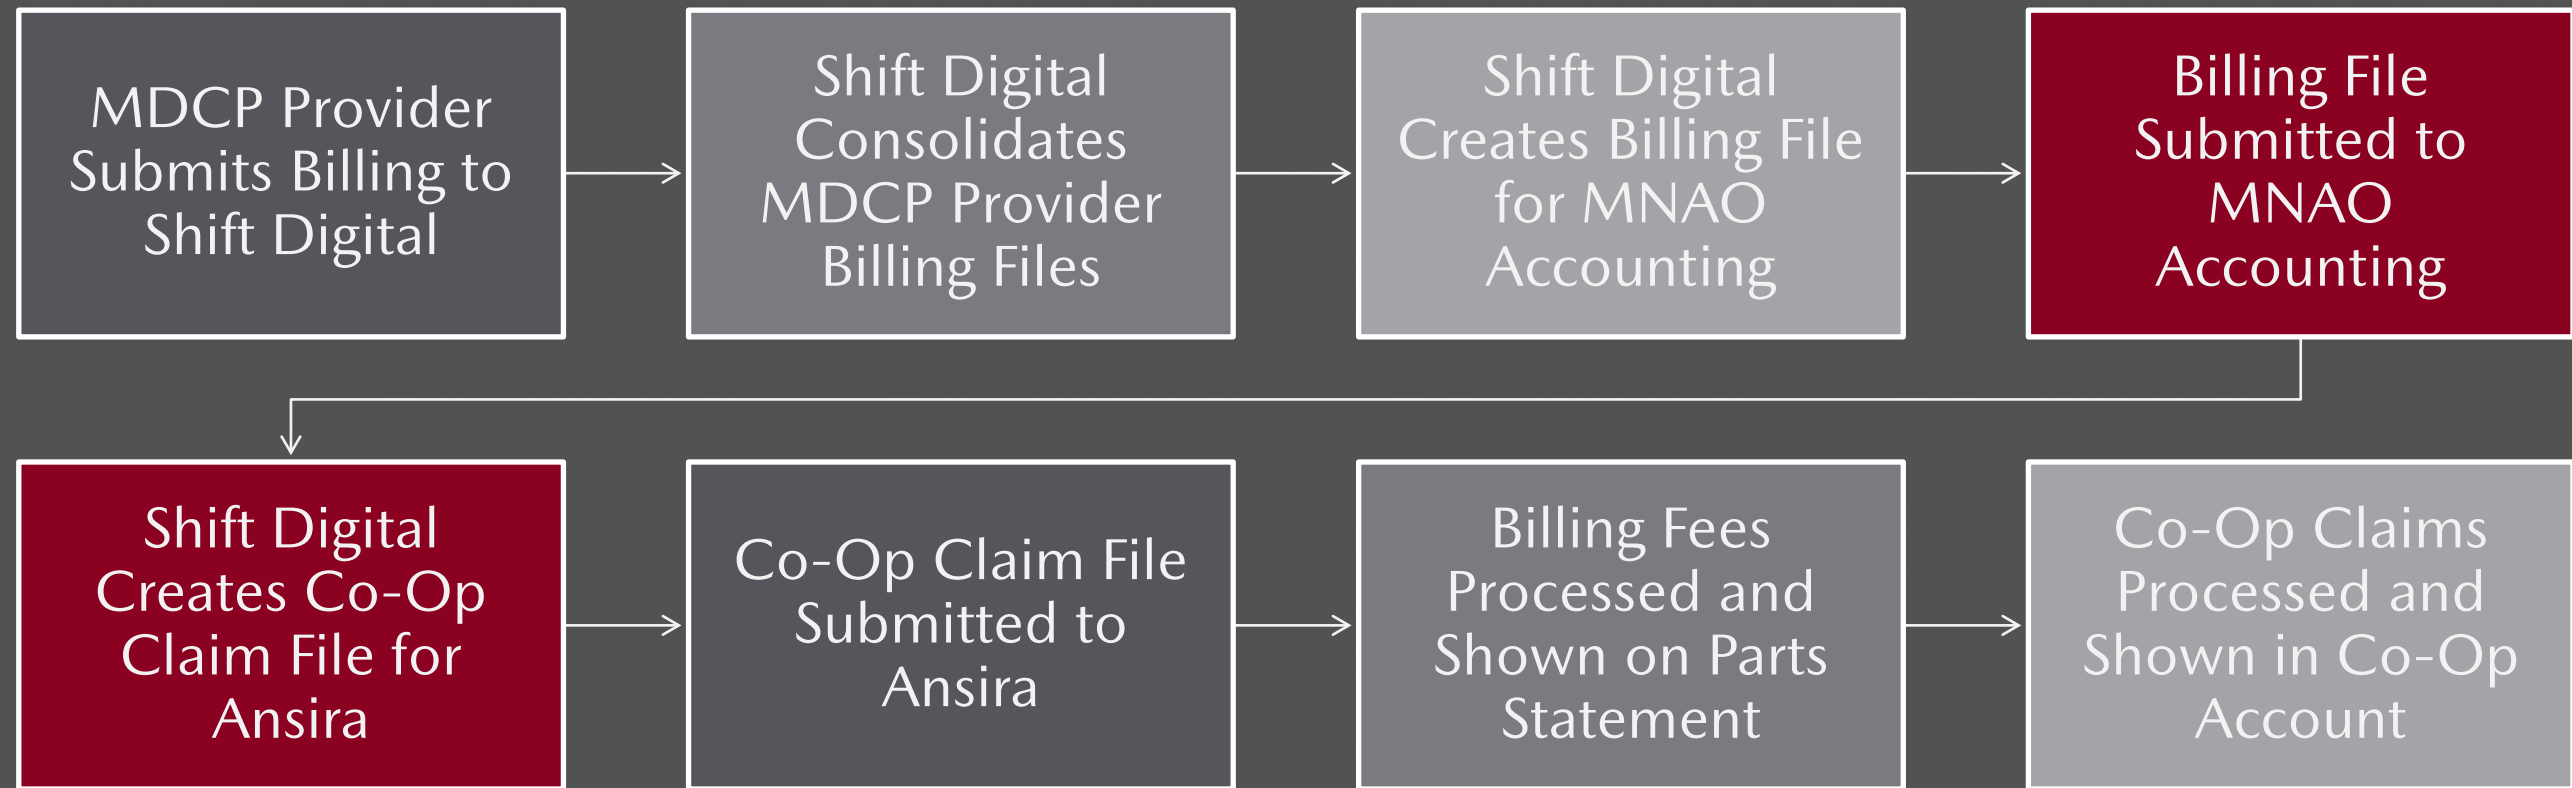 MDCP Provider
Submits Billing to
Shift Digital
Shift Digital
Consolidates
MDCP Provider
Billing Files
Shift Digital
Creates Billing File
for MNAO
Accounting
Billing File
Submitted to
MNAO
Accounting
Shift Digital
Creates Co-Op
Claim File for
Ansira
Co-Op Claim File
Submitted to
Ansira
Billing Fees
Processed and
Shown on Parts
Statement
Co-Op Claims
Processed and
Shown in Co-Op
Account